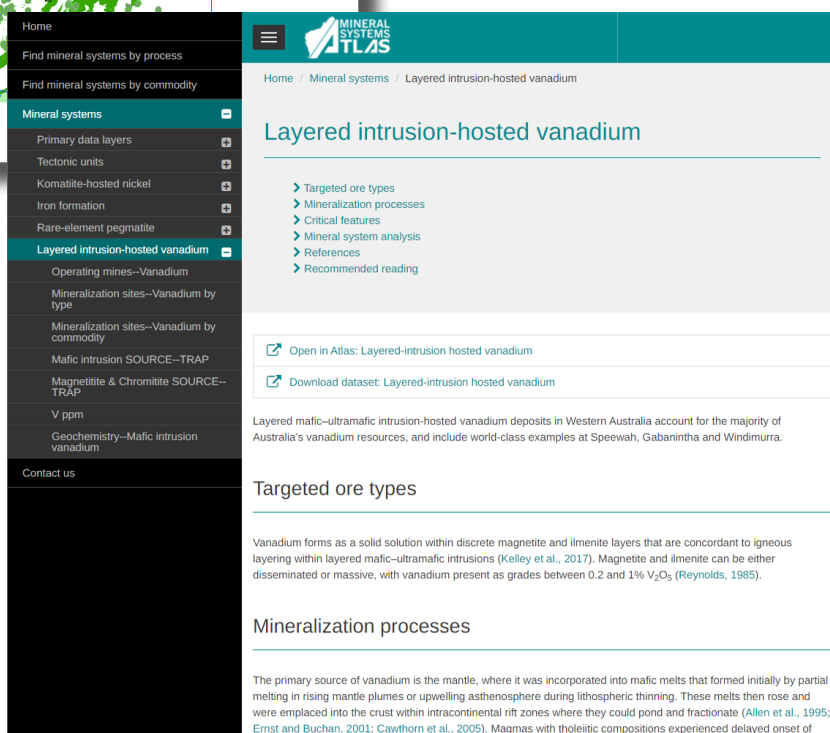 Home
Find mineral systems by process
Find mineral systems by commodity
Mineral systems
Primary data layers
Tectonic units
Komatiite-hosted nickel
Iron formation
Rare-element pegmatite
Layered intrusion-hosted vanadium
Operating mines--Vanadium
Mineralization sites--Vanadium by
type
Mineralization sites--Vanadium by
commodity
Mafic intrusion SOURCE--TRAP
Magnetitite & Chromitite SOURCE--
TRAP
V ppm
Geochemistry--Mafic intrusion
vanadium
Contact us
MINERAL
SYSTEMS
ATLAS
Home / Mineral systems / Layered intrusion-hosted vanadium
Layered intrusion-hosted vanadium
Targeted ore types
Mineralization processes
Critical features
Mineral system analysis
References
Recommended reading
Open in Atlas: Layered-intrusion hosted vanadium
Download dataset: Layered-intrusion hosted vanadium
Layered mafic–ultramafic intrusion-hosted vanadium deposits in Western Australia account for the majority of
Australia's vanadium resources, and include world-class examples at Speewah, Gabanintha and Windimurra.
Targeted ore types
Vanadium forms as a solid solution within discrete magnetite and ilmenite layers that are concordant to igneous
layering within layered mafic–ultramafic intrusions (Kelley et al., 2017). Magnetite and ilmenite can be either
disseminated or massive, with vanadium present as grades between 0.2 and 1% V₂O₅ (Reynolds, 1985).
Mineralization processes
The primary source of vanadium is the mantle, where it was incorporated into mafic melts that formed initially by partial
melting in rising mantle plumes or upwelling asthenosphere during lithospheric thinning. These melts then rose and
were emplaced into the crust within intracontinental rift zones where they could pond and fractionate (Allen et al., 1995;
Ernst and Buchan, 2001; Cawthorn et al., 2005). Magmas with tholeiitic compositions experienced delayed onset of